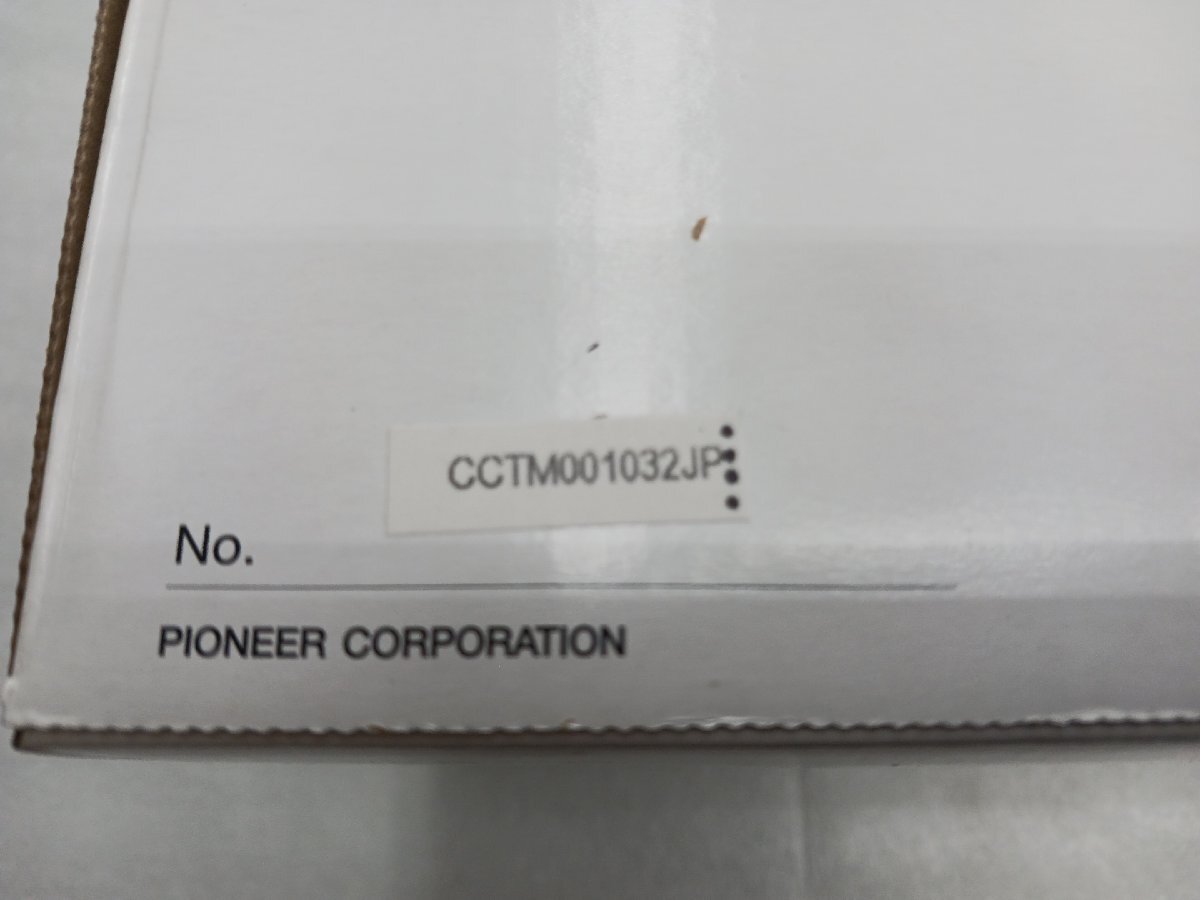 CCTM001032JP
No.
PIONEER CORPORATION